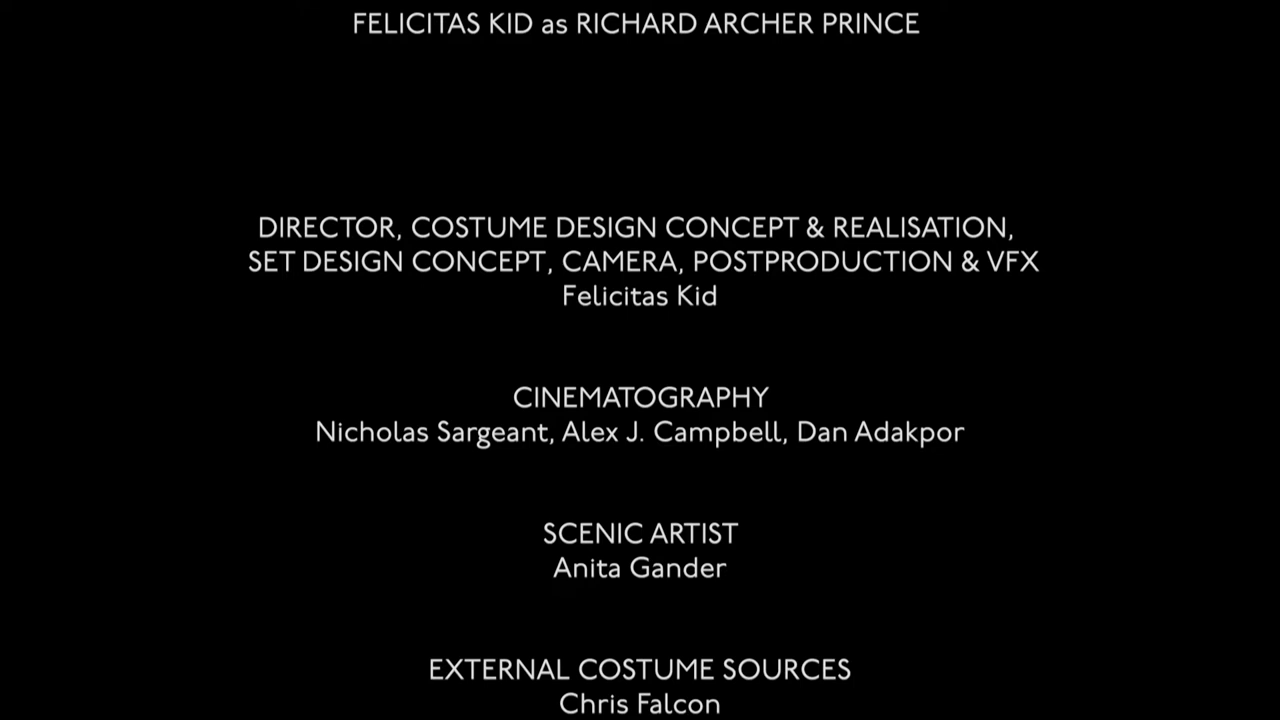 FELICITAS KID as RICHARD ARCHER PRINCE
DIRECTOR, COSTUME DESIGN CONCEPT & REALISATION,
SET DESIGN CONCEPT, CAMERA, POSTPRODUCTION & VFX
Felicitas Kid
CINEMATOGRAPHY
Nicholas Sargeant, Alex J. Campbell, Dan Adakpor
SCENIC ARTIST
Anita Gander
EXTERNAL COSTUME SOURCES
Chris Falcon